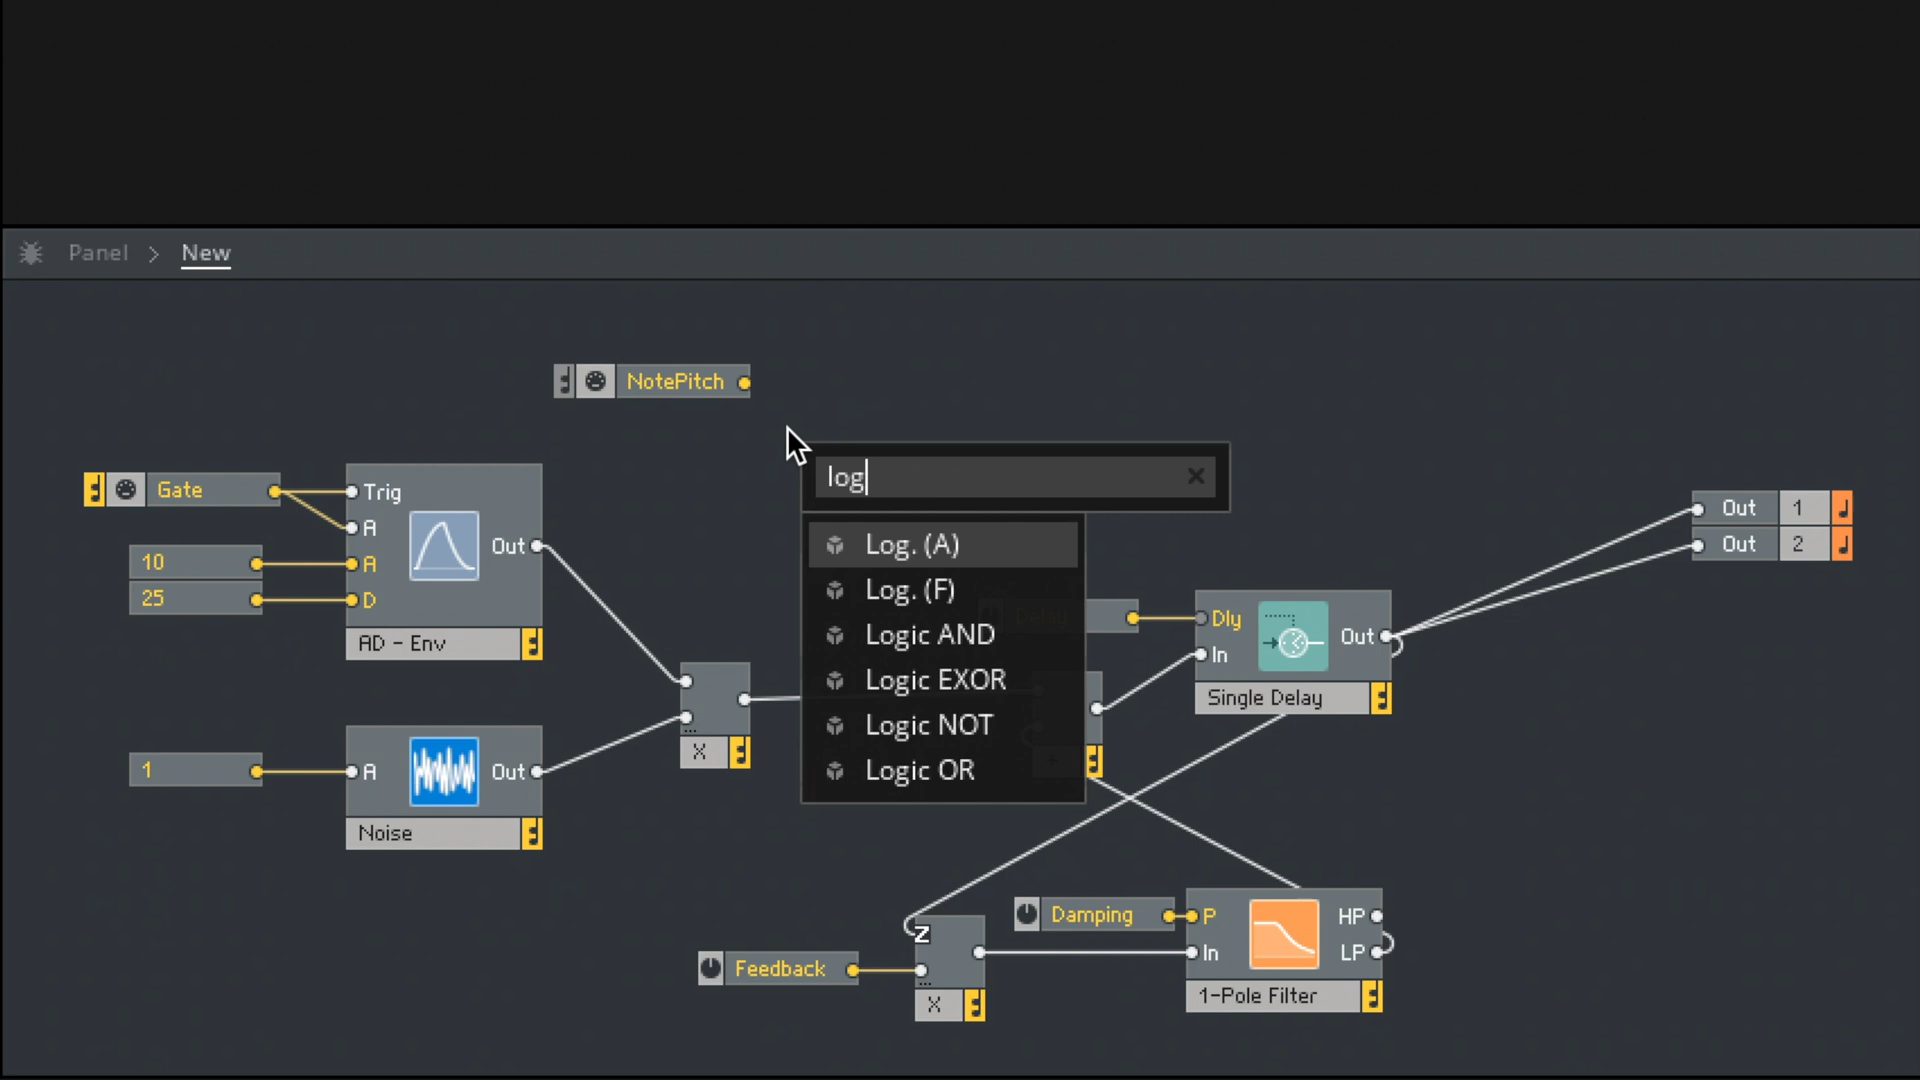 Panel > New
NotePitch
log
Gate
Trig
A
10
A
25
D
Out
AD - Env
Log. (A)
Log. (F)
Logic AND
Logic EXOR
Logic NOT
Logic OR
Delay
Dly
In
Out
Single Delay
Out 1
Out 2
X
1
A
Out
Noise
Damping
P
In
HP
LP
1-Pole Filter
Feedback
Z
X